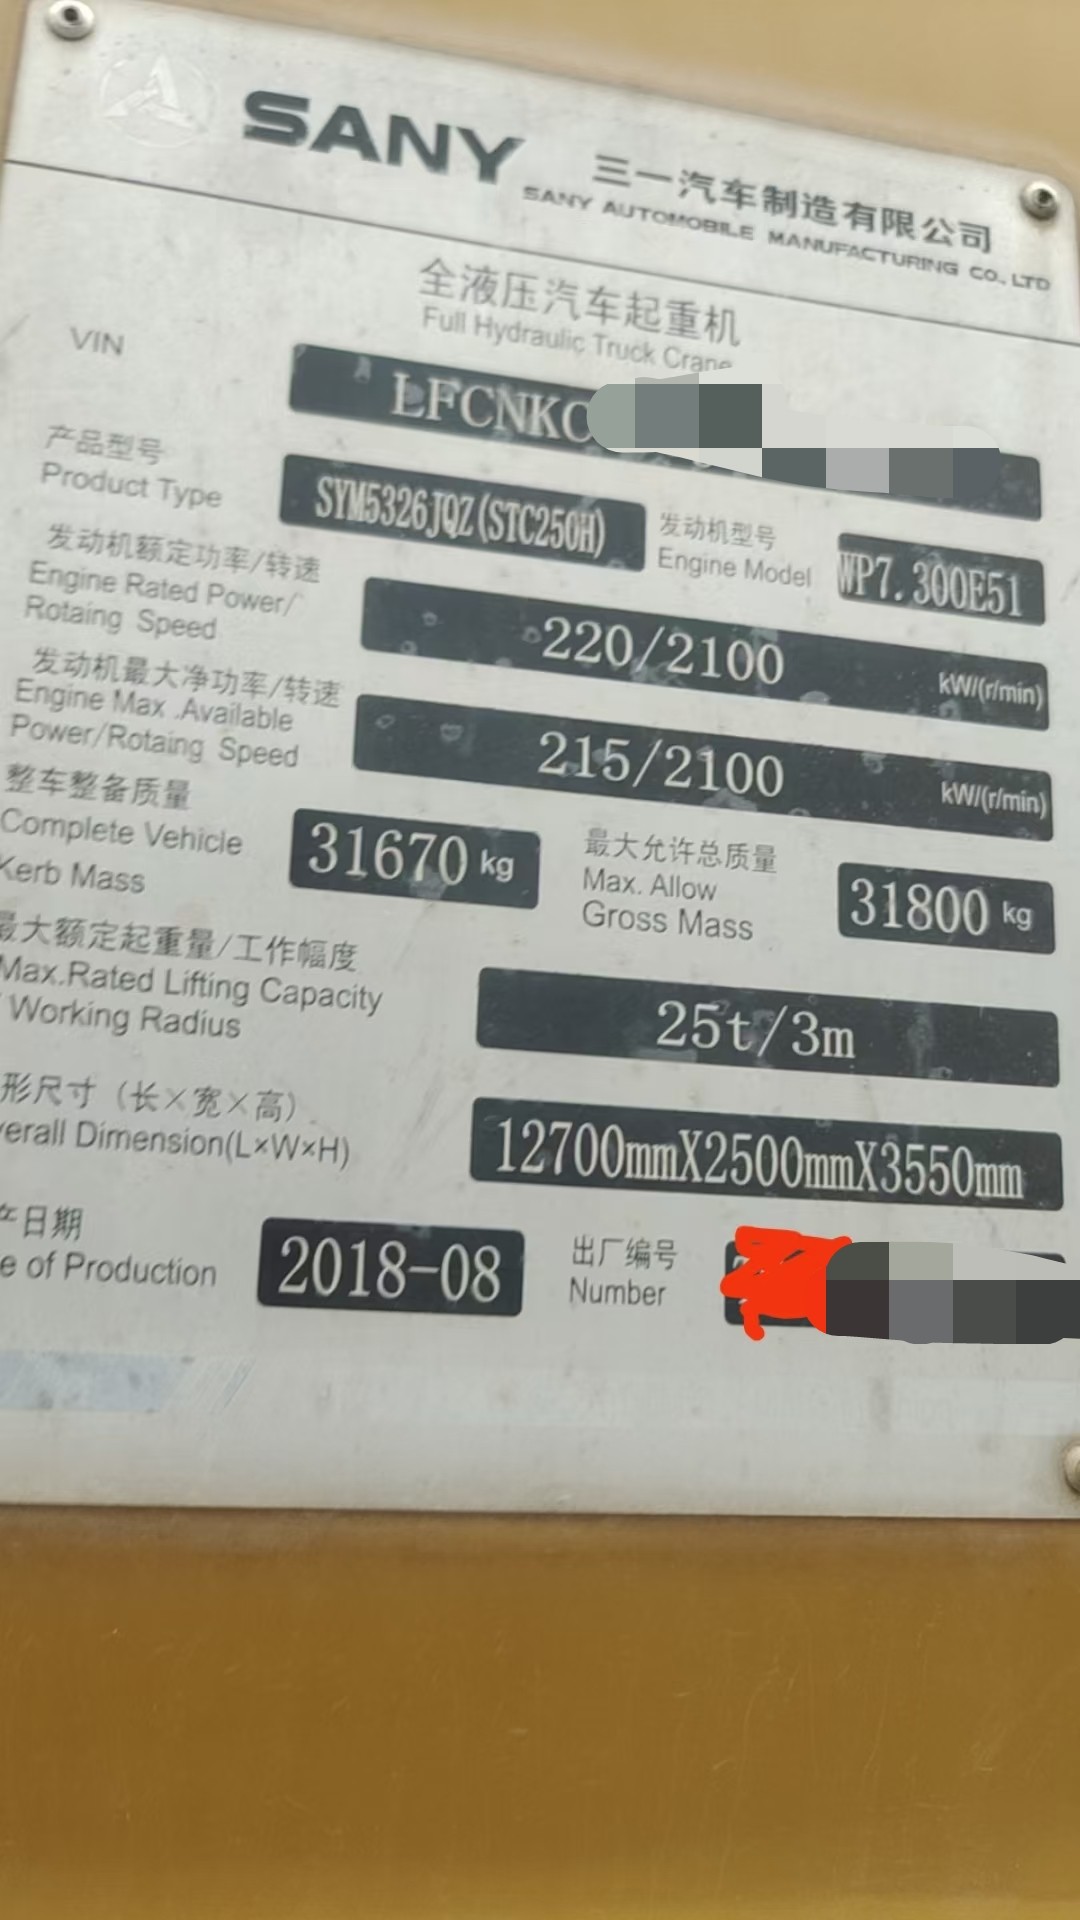 SANY
三一汽车制造有限公司
SANY AUTOMOBILE MANUFACTURING CO., LTD
全液压汽车起重机
Full Hydraulic Truck Crane
VIN
LFCNKC
产品型号
Product Type
SYM5326JQZ(STC250H)
发动机型号
Engine Model
WP7.300E51
发动机额定功率/转速
Engine Rated Power/
Rotaing Speed
220/2100
kW/(r/min)
发动机最大净功率/转速
Engine Max .Available
Power/Rotaing Speed
215/2100
kW/(r/min)
整车整备质量
Complete Vehicle
Kerb Mass
31670 kg
最大允许总质量
Max. Allow
Gross Mass
31800 kg
最大额定起重量/工作幅度
Max.Rated Lifting Capacity
/ Working Radius
25t/3m
形尺寸（长×宽×高）
verall Dimension(L×W×H)
12700mmX2500mmX3550mm
产日期
e of Production
2018-08
出厂编号
Number